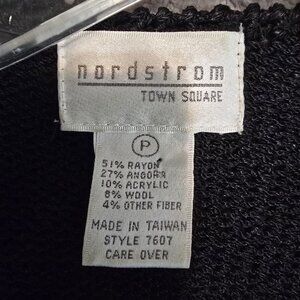 nordstrom
TOWN SQUARE
P
51% RAYON
27% ANGORA
10% ACRYLIC
8% WOOL
4% OTHER FIBER
MADE IN TAIWAN
STYLE 7607
CARE OVER